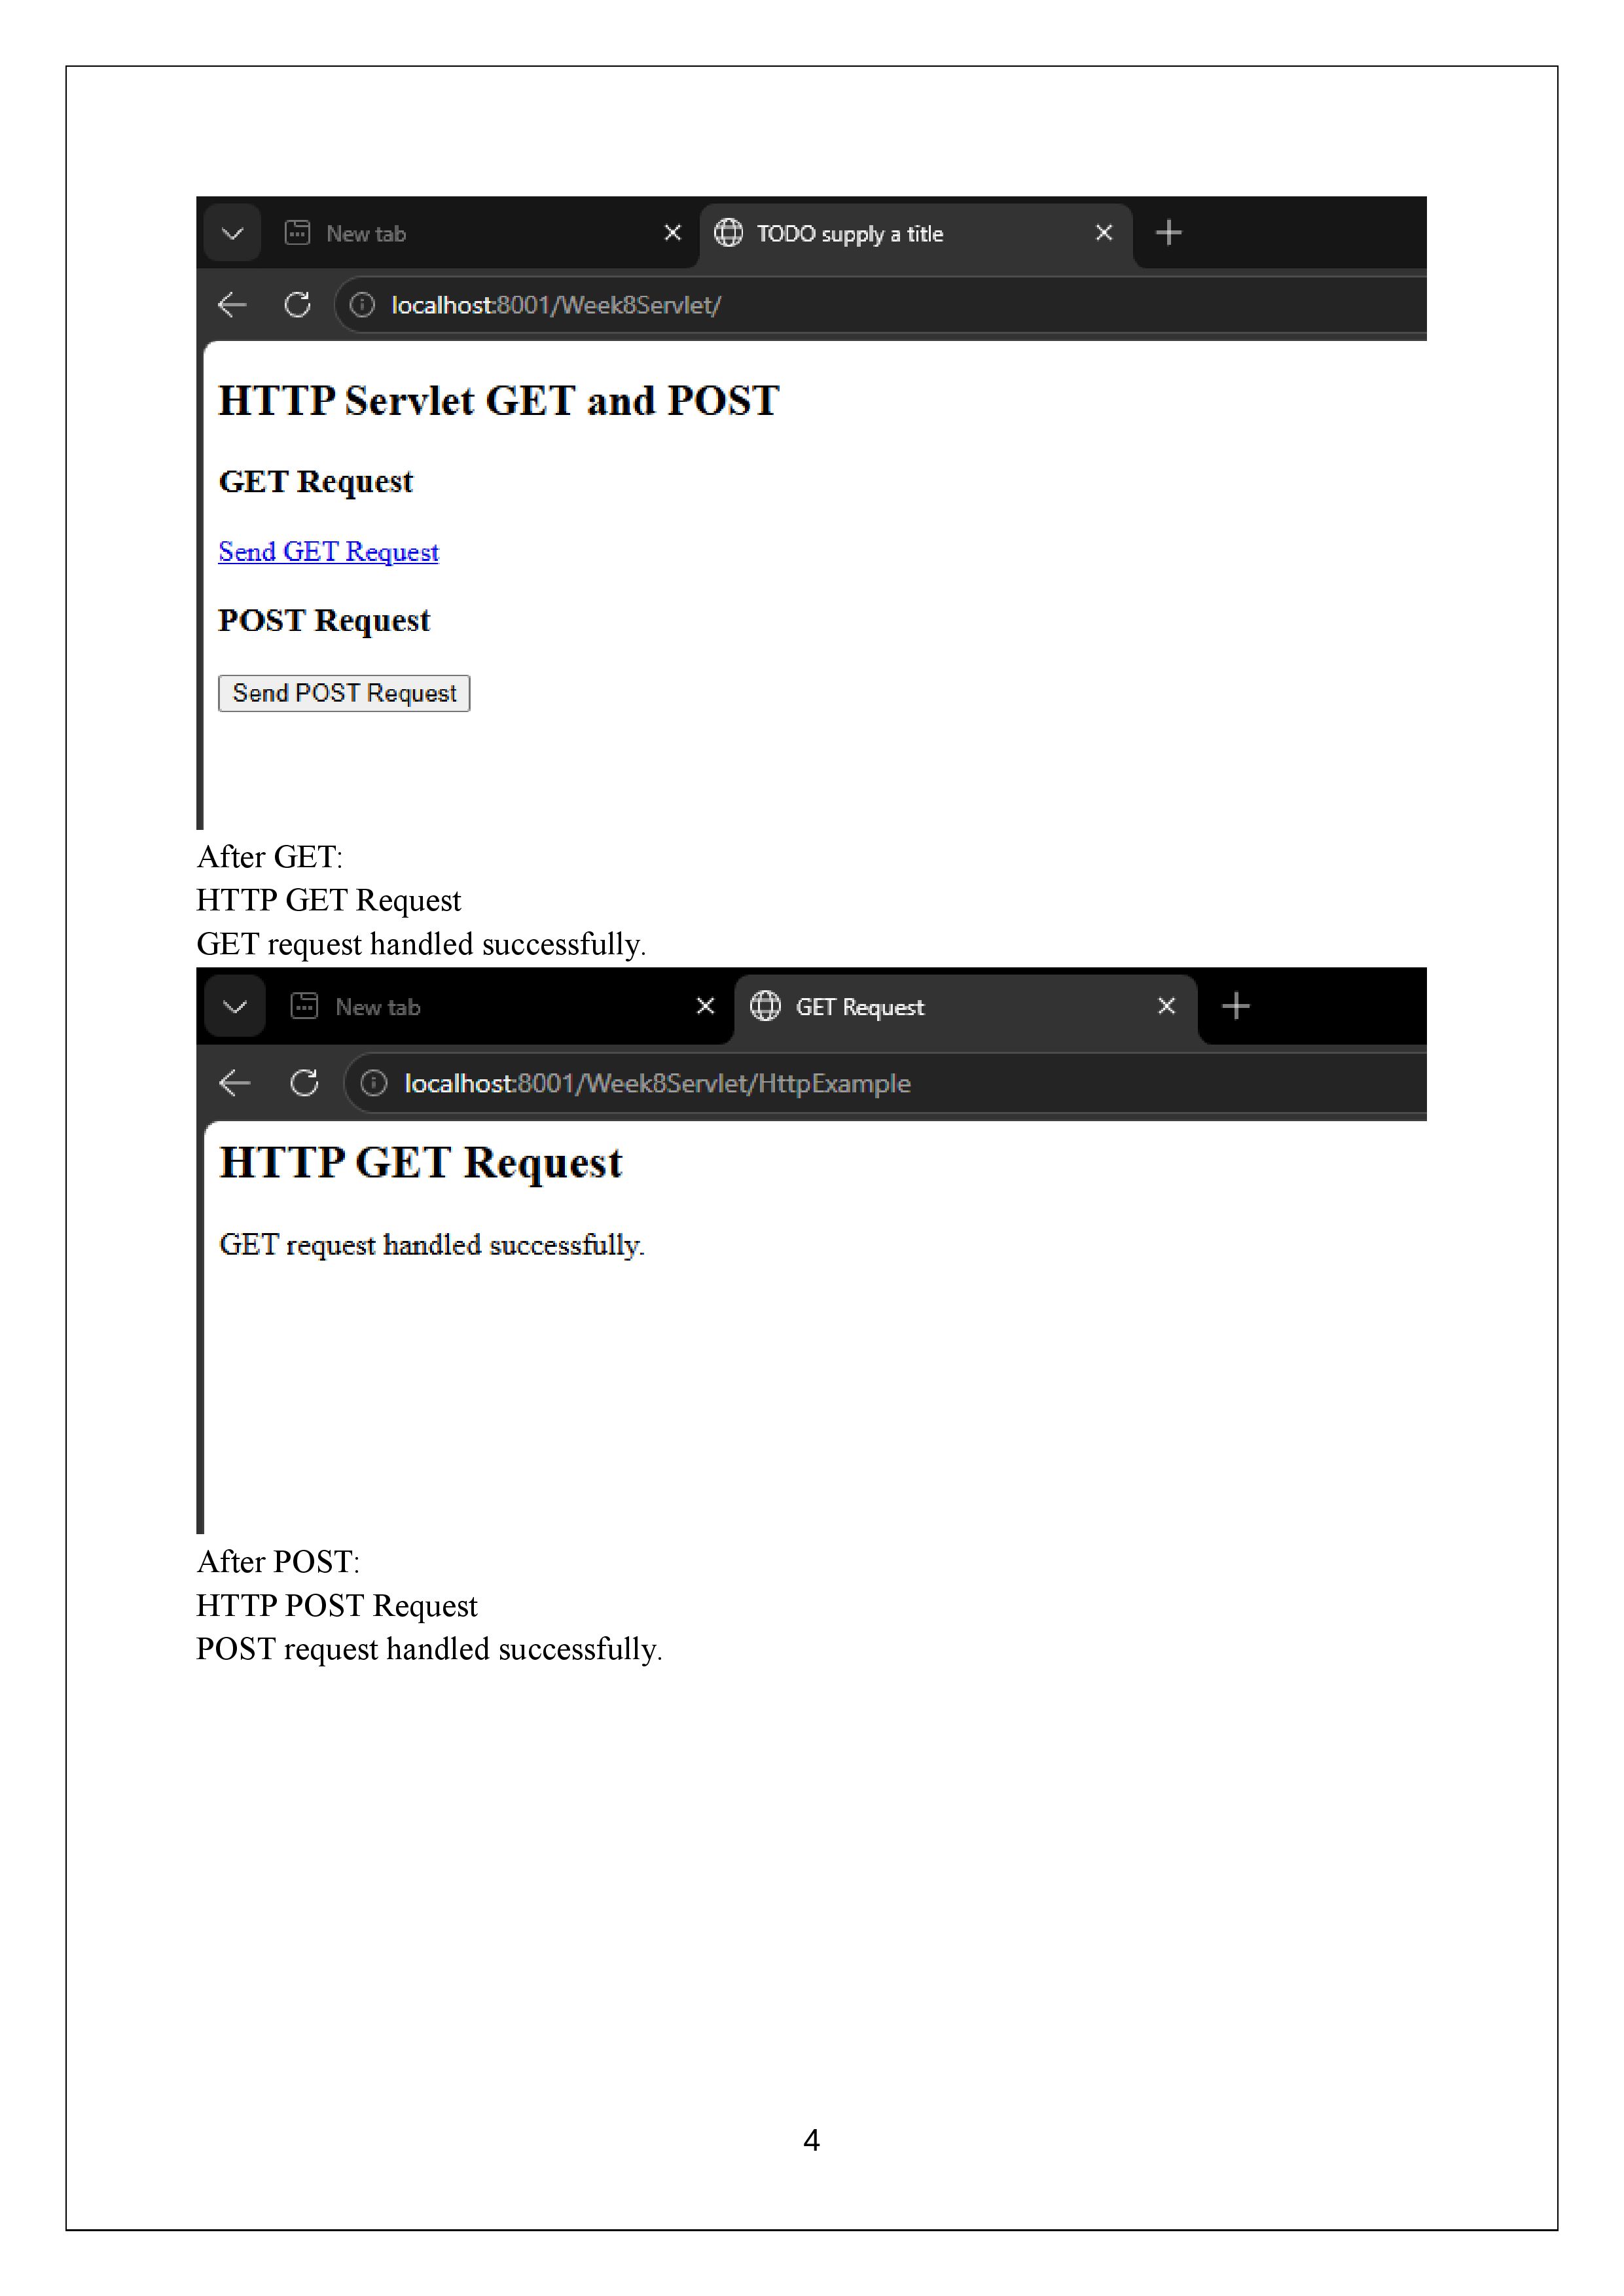 New tab
TODO supply a title
localhost:8001/Week8Servlet/
HTTP Servlet GET and POST
GET Request
Send GET Request
POST Request
Send POST Request
After GET:
HTTP GET Request
GET request handled successfully.
New tab
GET Request
localhost:8001/Week8Servlet/HttpExample
HTTP GET Request
GET request handled successfully.
After POST:
HTTP POST Request
POST request handled successfully.
4